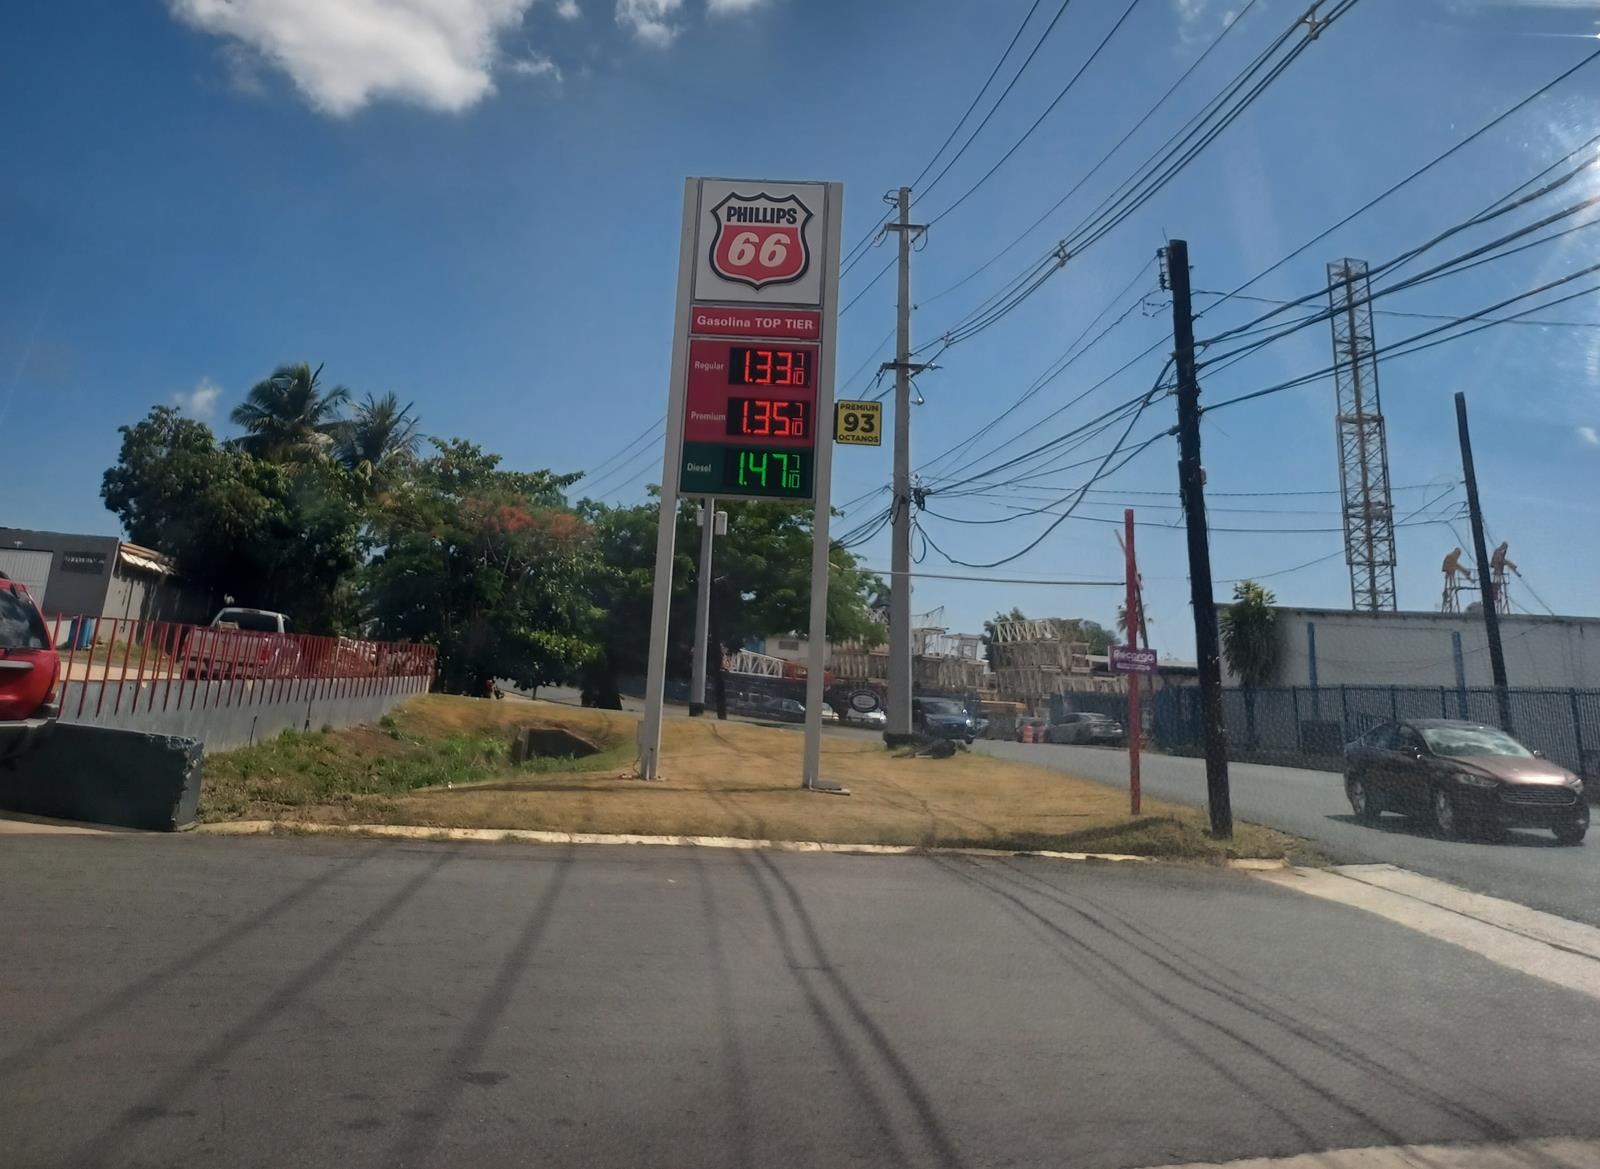 PHILLIPS
66
Gasolina TOP TIER
Regular 1.33 7/10
Premium 1.35 7/10
Diesel 1.47 7/10
PREMIUM
93
OCTANOS
Recargo